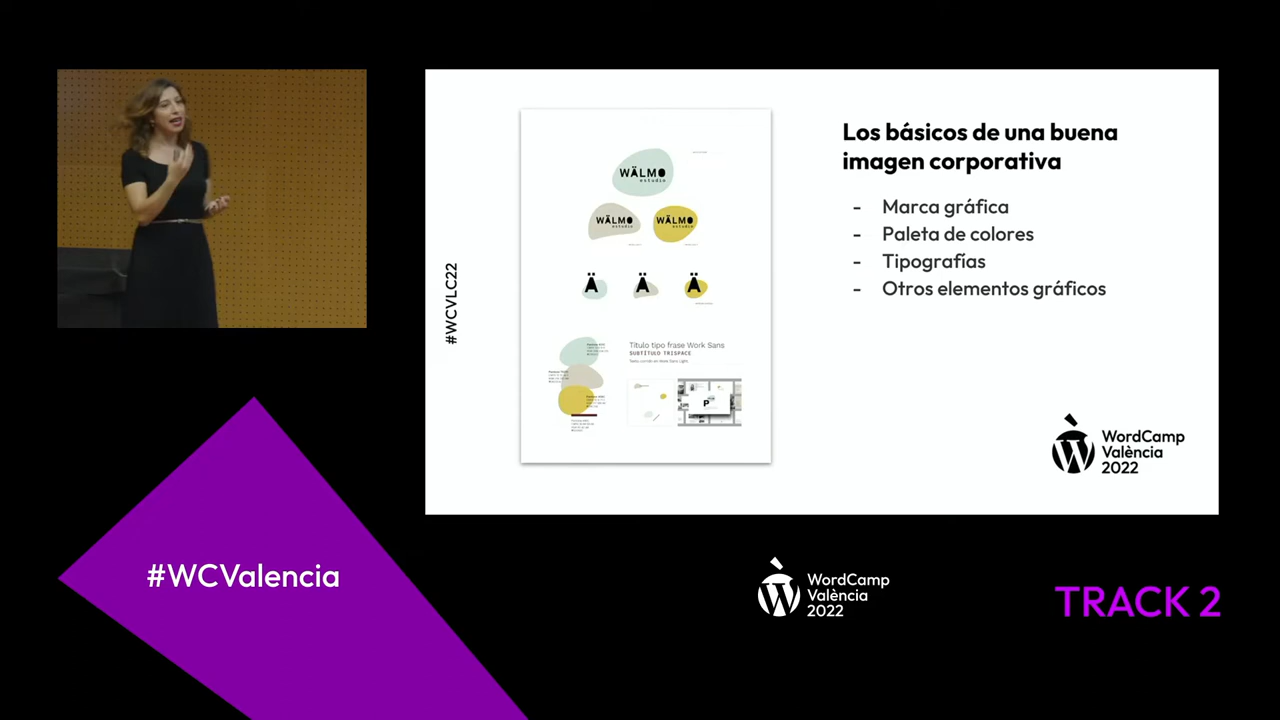 #WCVLC22
WÄLMO
estudio
WÄLMO
estudio
WÄLMO
estudio
Ä
Ä
Ä
Título tipo frase Work Sans
SUBTÍTULO TRISPACE
P
Los básicos de una buena
imagen corporativa
- Marca gráfica
- Paleta de colores
- Tipografías
- Otros elementos gráficos
WordCamp
València
2022
#WCValencia
WordCamp
València
2022
TRACK 2